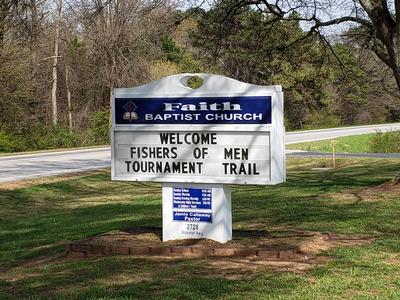 Faith
BAPTIST CHURCH
WELCOME
FISHERS OF MEN
TOURNAMENT TRAIL
Jamie Callaway
Pastor
2728